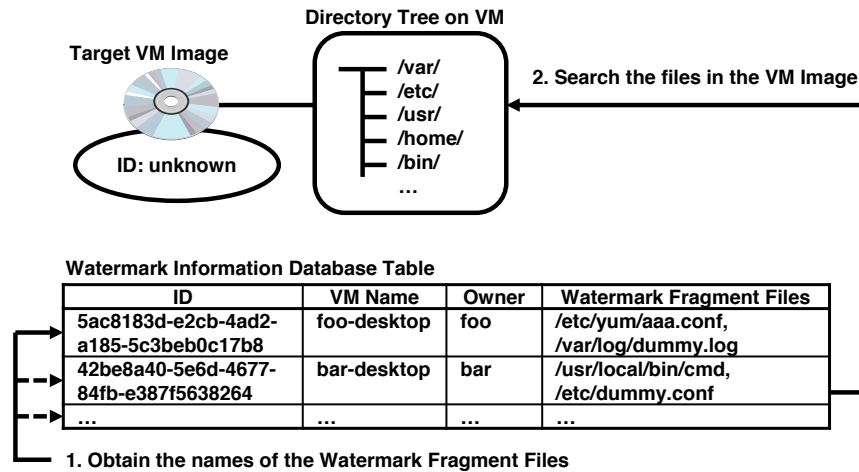 Directory Tree on VM
Target VM Image
ID: unknown
/var/
/etc/
/usr/
/home/
/bin/
...
2. Search the files in the VM Image
Watermark Information Database Table
ID VM Name Owner Watermark Fragment Files
5ac8183d-e2cb-4ad2- foo-desktop foo /etc/yum/aaa.conf,
a185-5c3beb0c17b8 /var/log/dummy.log
42be8a40-5e6d-4677- bar-desktop bar /usr/local/bin/cmd,
84fb-e387f5638264 /etc/dummy.conf
... ... ... ...
1. Obtain the names of the Watermark Fragment Files